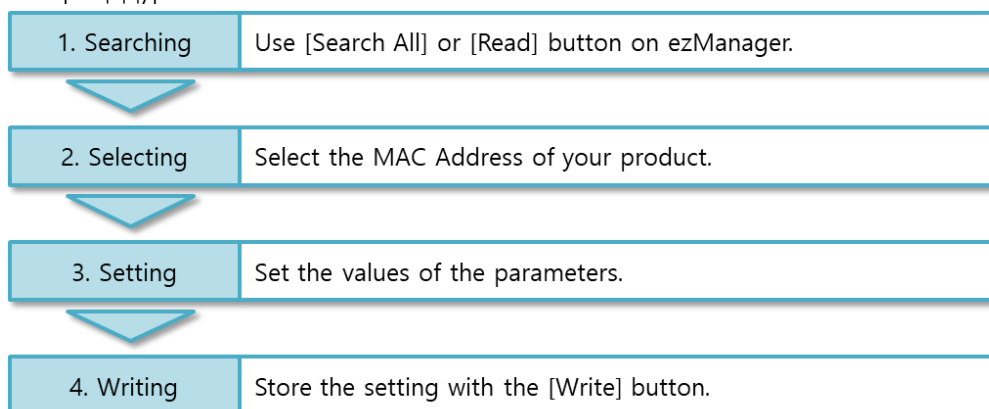 1. Searching Use [Search All] or [Read] button on ezManager.
2. Selecting Select the MAC Address of your product.
3. Setting Set the values of the parameters.
4. Writing Store the setting with the [Write] button.